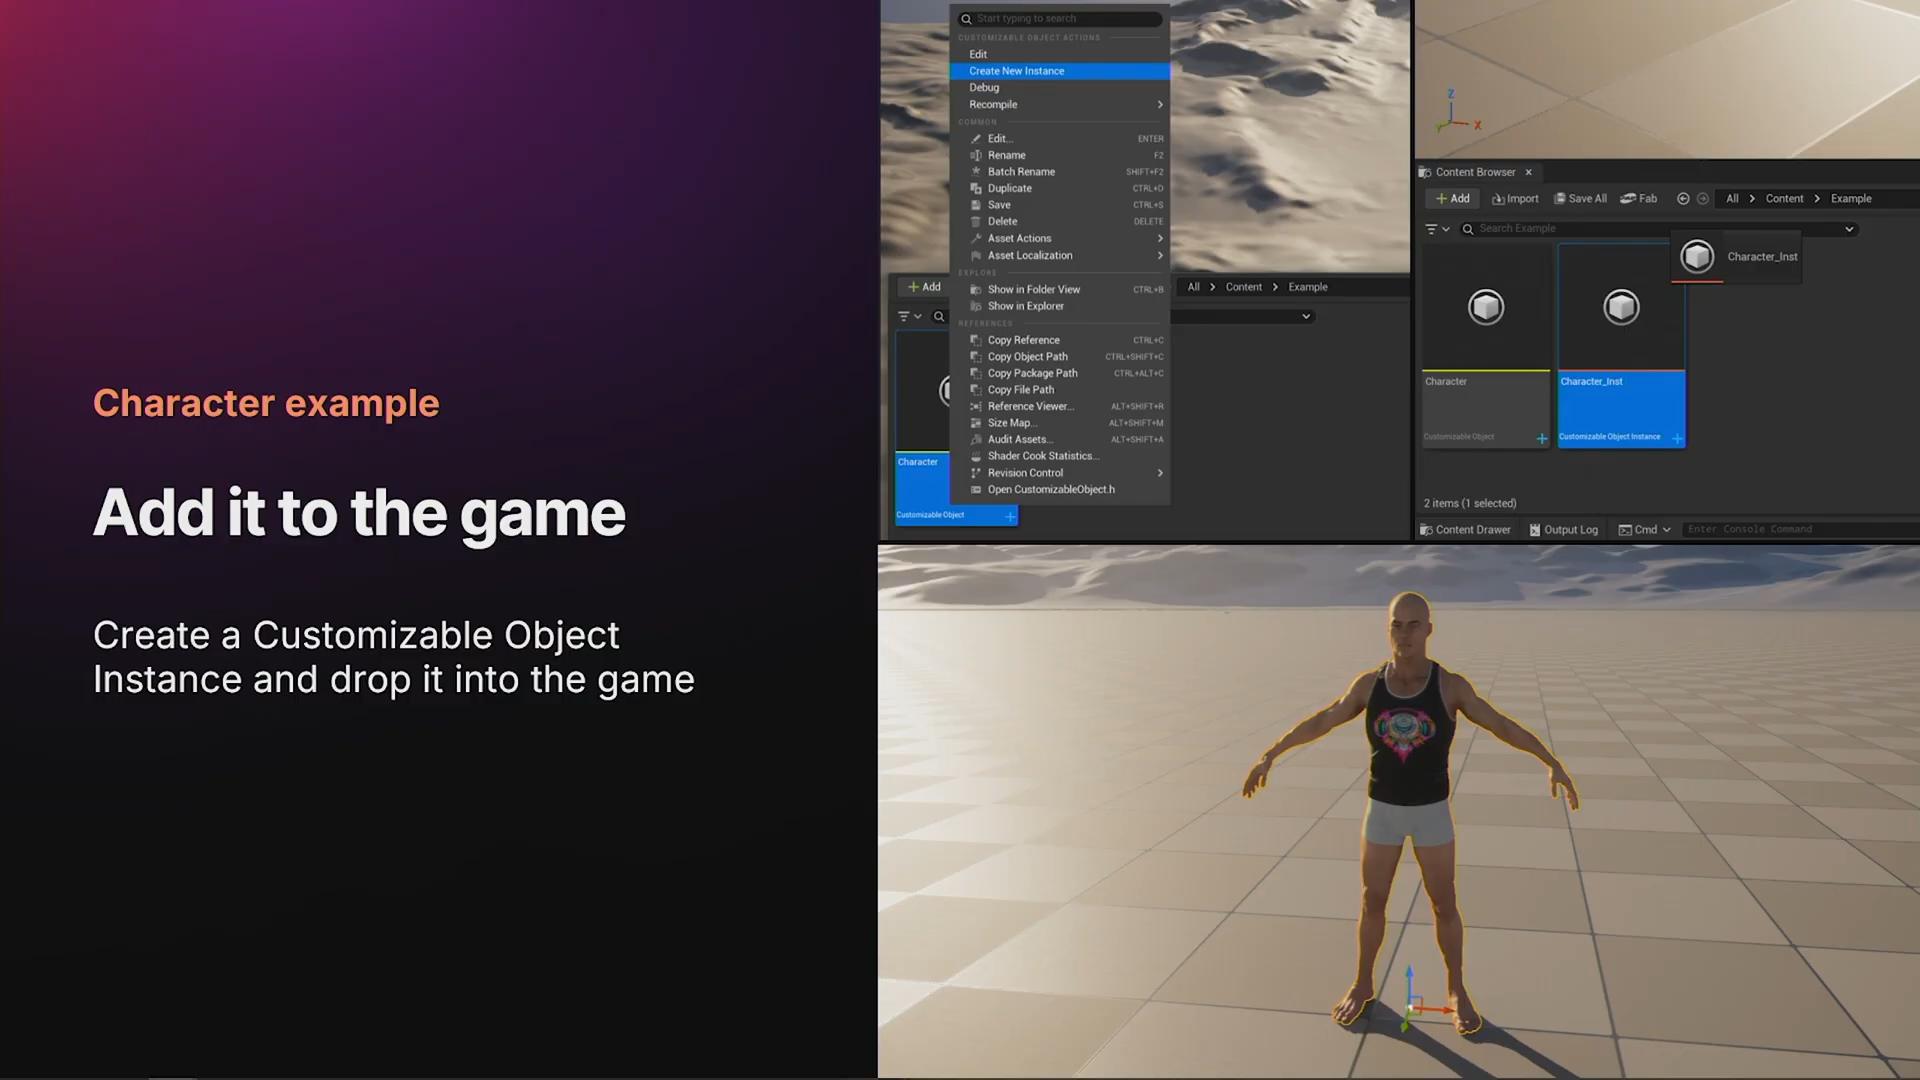 Character example
Add it to the game
Create a Customizable Object
Instance and drop it into the game
Start typing to search
CUSTOMIZABLE OBJECT ACTIONS
Edit
Create New Instance
Debug
Recompile
COMMON
Edit... ENTER
Rename F2
Batch Rename SHIFT+F2
Duplicate CTRL+D
Save CTRL+S
Delete DELETE
Asset Actions
Asset Localization
EXPLORE
Show in Folder View CTRL+B
Show in Explorer
REFERENCES
Copy Reference CTRL+C
Copy Object Path CTRL+SHIFT+C
Copy Package Path CTRL+ALT+C
Copy File Path
Reference Viewer... ALT+SHIFT+R
Size Map... ALT+SHIFT+M
Audit Assets... ALT+SHIFT+A
Shader Cook Statistics...
Revision Control
Open CustomizableObject.h
Add
All Content Example
Character
Customizable Object
Z
Y X
Content Browser
Add Import Save All Fab All Content Example
Search Example
Character_Inst
Character Character_Inst
Customizable Object Customizable Object Instance
2 items (1 selected)
Content Drawer Output Log Cmd Enter Console Command